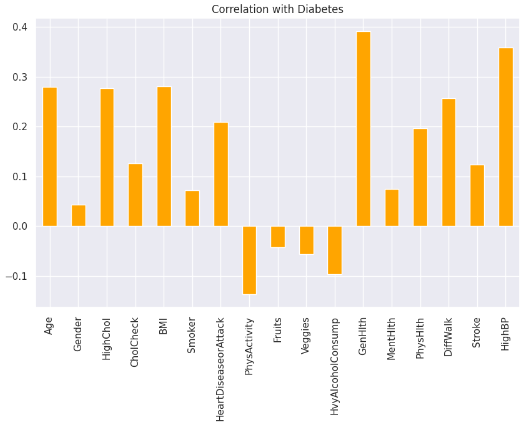 Correlation with Diabetes
0.4
0.3
0.2
0.1
0.0
−0.1
Age
Gender
HighChol
CholCheck
BMI
Smoker
HeartDiseaseorAttack
PhysActivity
Fruits
Veggies
HvyAlcoholConsump
GenHlth
MentHlth
PhysHlth
DiffWalk
Stroke
HighBP